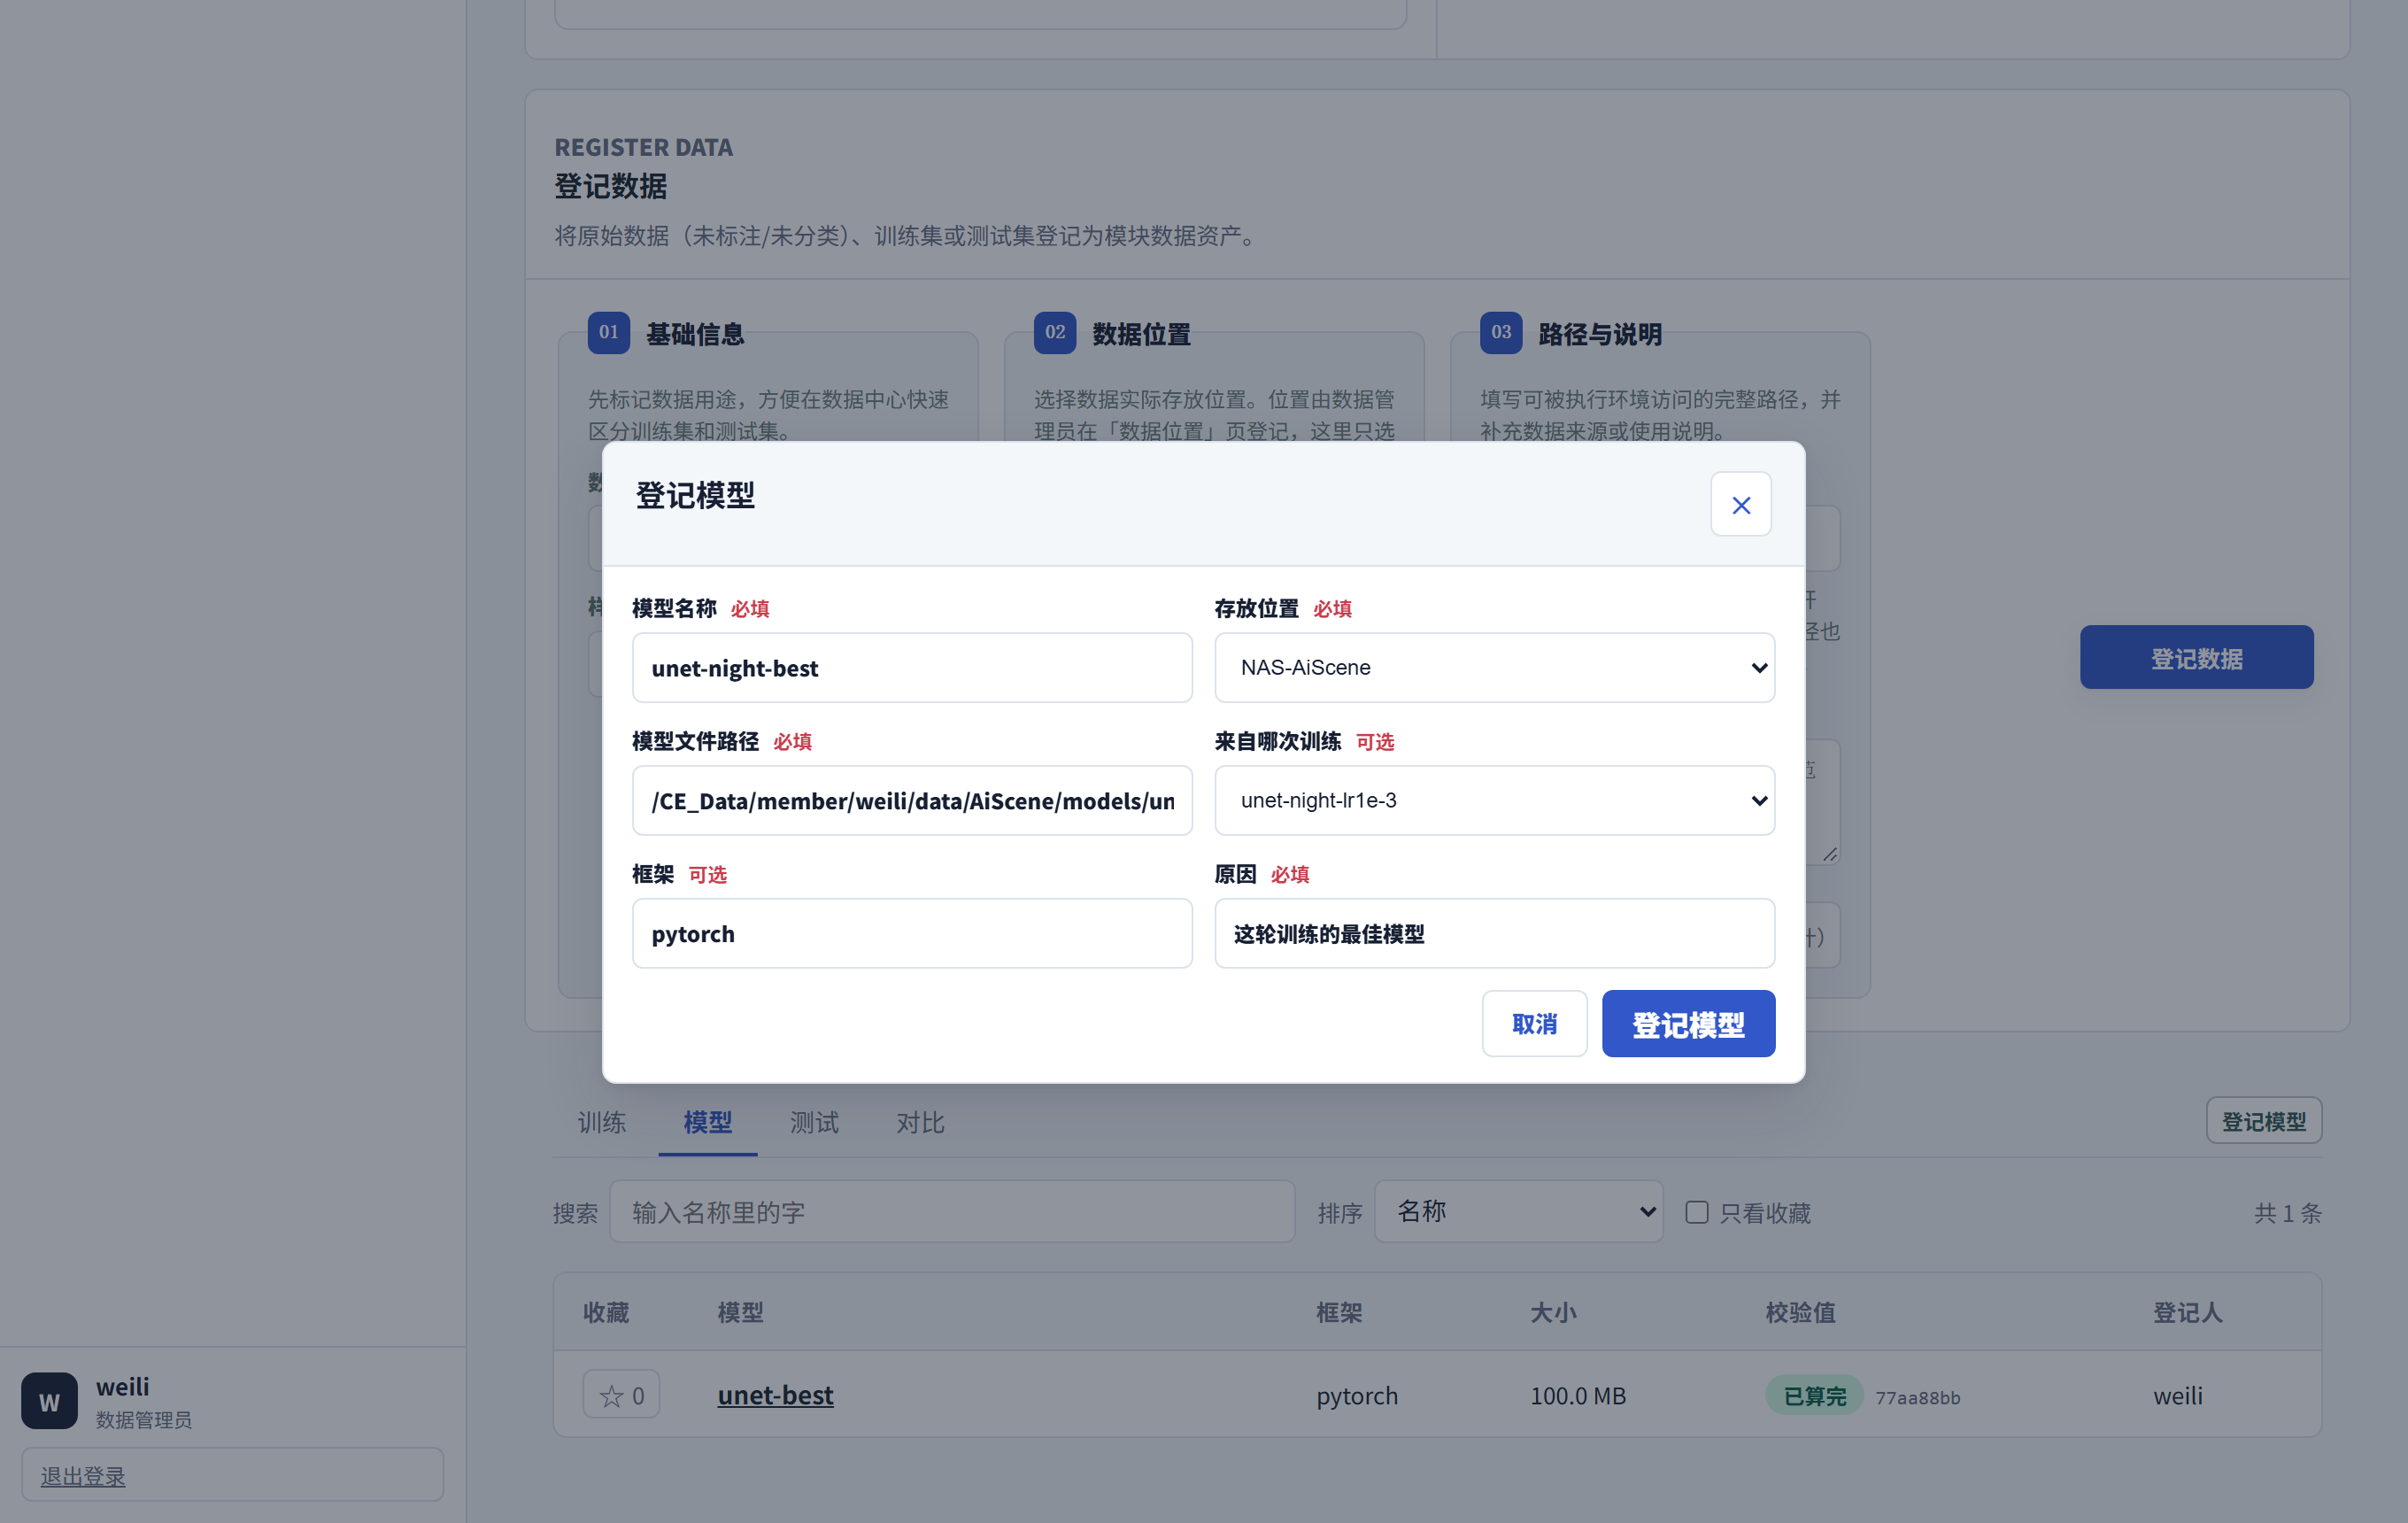 REGISTER DATA
登记数据
将原始数据（未标注/未分类）、训练集或测试集登记为模块数据资产。
01 基础信息
先标记数据用途，方便在数据中心快速
区分训练集和测试集。
02 数据位置
选择数据实际存放位置。位置由数据管
理员在「数据位置」页登记，这里只选
03 路径与说明
填写可被执行环境访问的完整路径，并
补充数据来源或使用说明。
登记数据
登记模型
模型名称 必填
unet-night-best
存放位置 必填
NAS-AiScene
模型文件路径 必填
/CE_Data/member/weili/data/AiScene/models/un
来自哪次训练 可选
unet-night-lr1e-3
框架 可选
pytorch
原因 必填
这轮训练的最佳模型
取消
登记模型
训练 模型 测试 对比
登记模型
搜索 输入名称里的字 排序 名称 只看收藏 共 1 条
收藏 模型 框架 大小 校验值 登记人
☆ 0 unet-best pytorch 100.0 MB 已算完 77aa88bb weili
W
weili
数据管理员
退出登录